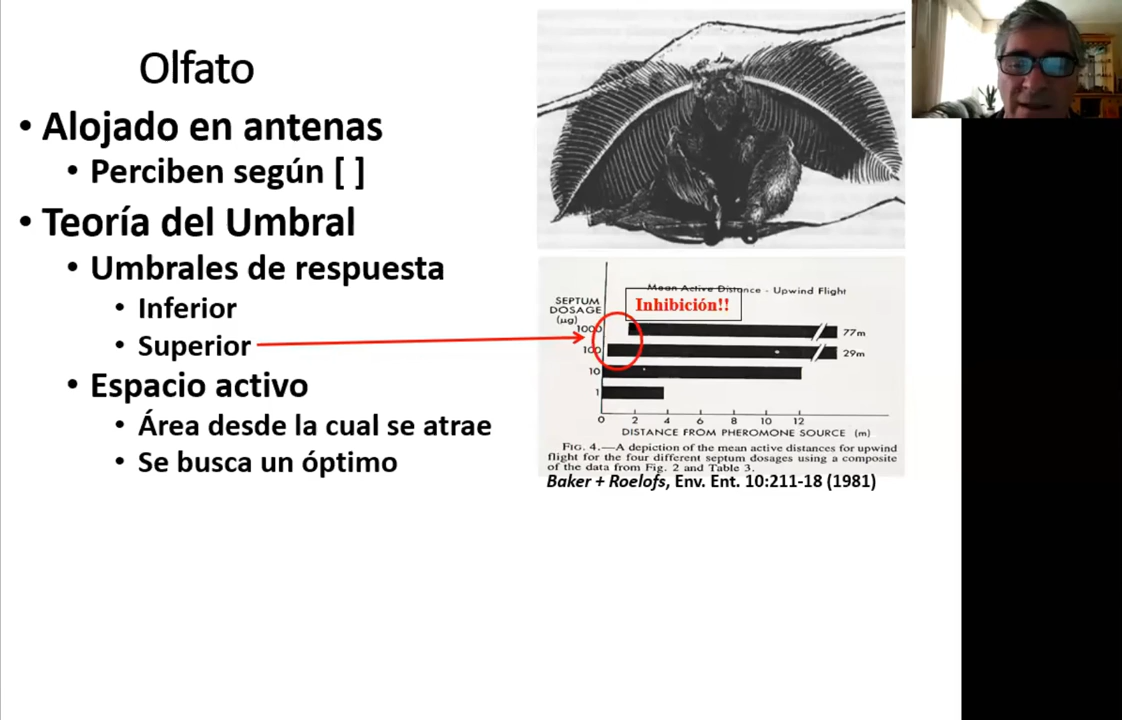 Olfato
• Alojado en antenas
• Perciben según [ ]
• Teoría del Umbral
• Umbrales de respuesta
• Inferior
• Superior
• Espacio activo
• Área desde la cual se atrae
• Se busca un óptimo
Mean Active Distance - Upwind Flight
Inhibición!!
SEPTUM
DOSAGE
(µg)
1000
77m
100
29m
10
1
0 2 4 6 8 10 12
DISTANCE FROM PHEROMONE SOURCE (m)
FIG. 4.—A depiction of the mean active distances for upwind
flight for the four different septum dosages using a composite
of the data from Fig. 2 and Table 3.
Baker + Roelofs, Env. Ent. 10:211-18 (1981)